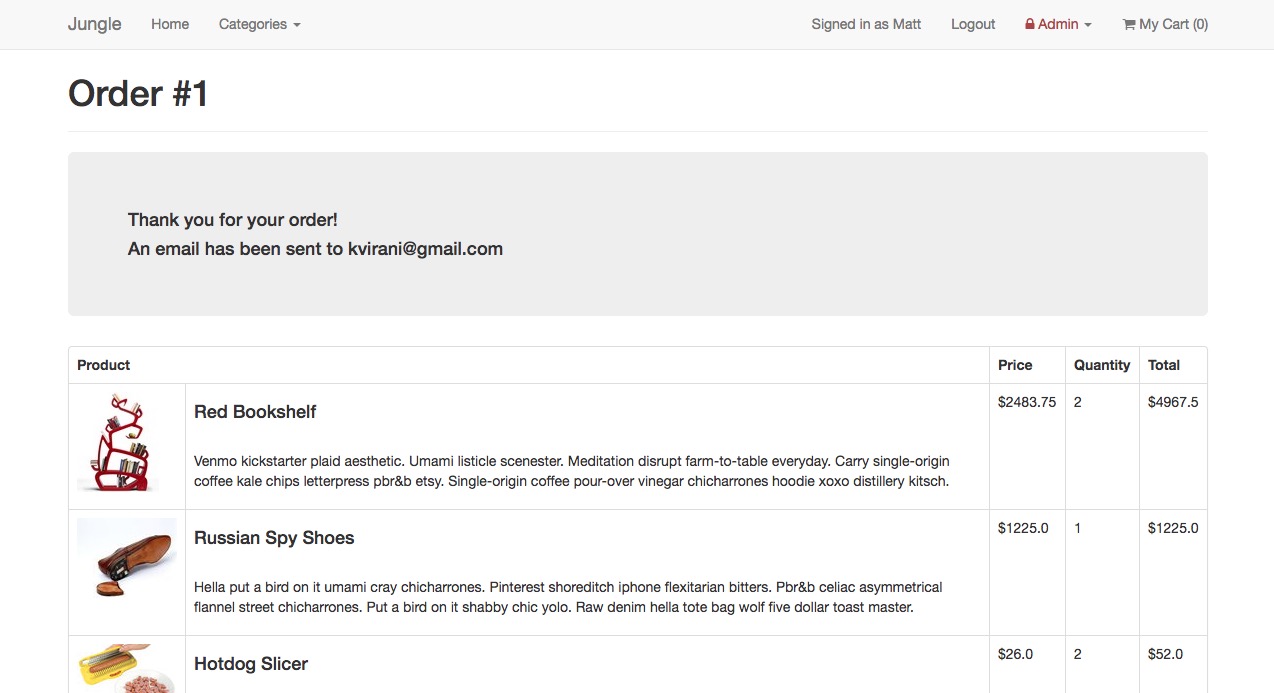 Jungle Home Categories Signed in as Matt Logout Admin My Cart (0)
Order #1
Thank you for your order!
An email has been sent to kvirani@gmail.com
Product Price Quantity Total
Red Bookshelf $2483.75 2 $4967.5
Venmo kickstarter plaid aesthetic. Umami listicle scenester. Meditation disrupt farm-to-table everyday. Carry single-origin
coffee kale chips letterpress pbr&b etsy. Single-origin coffee pour-over vinegar chicharrones hoodie xoxo distillery kitsch.
Russian Spy Shoes $1225.0 1 $1225.0
Hella put a bird on it umami cray chicharrones. Pinterest shoreditch iphone flexitarian bitters. Pbr&b celiac asymmetrical
flannel street chicharrones. Put a bird on it shabby chic yolo. Raw denim hella tote bag wolf five dollar toast master.
Hotdog Slicer $26.0 2 $52.0